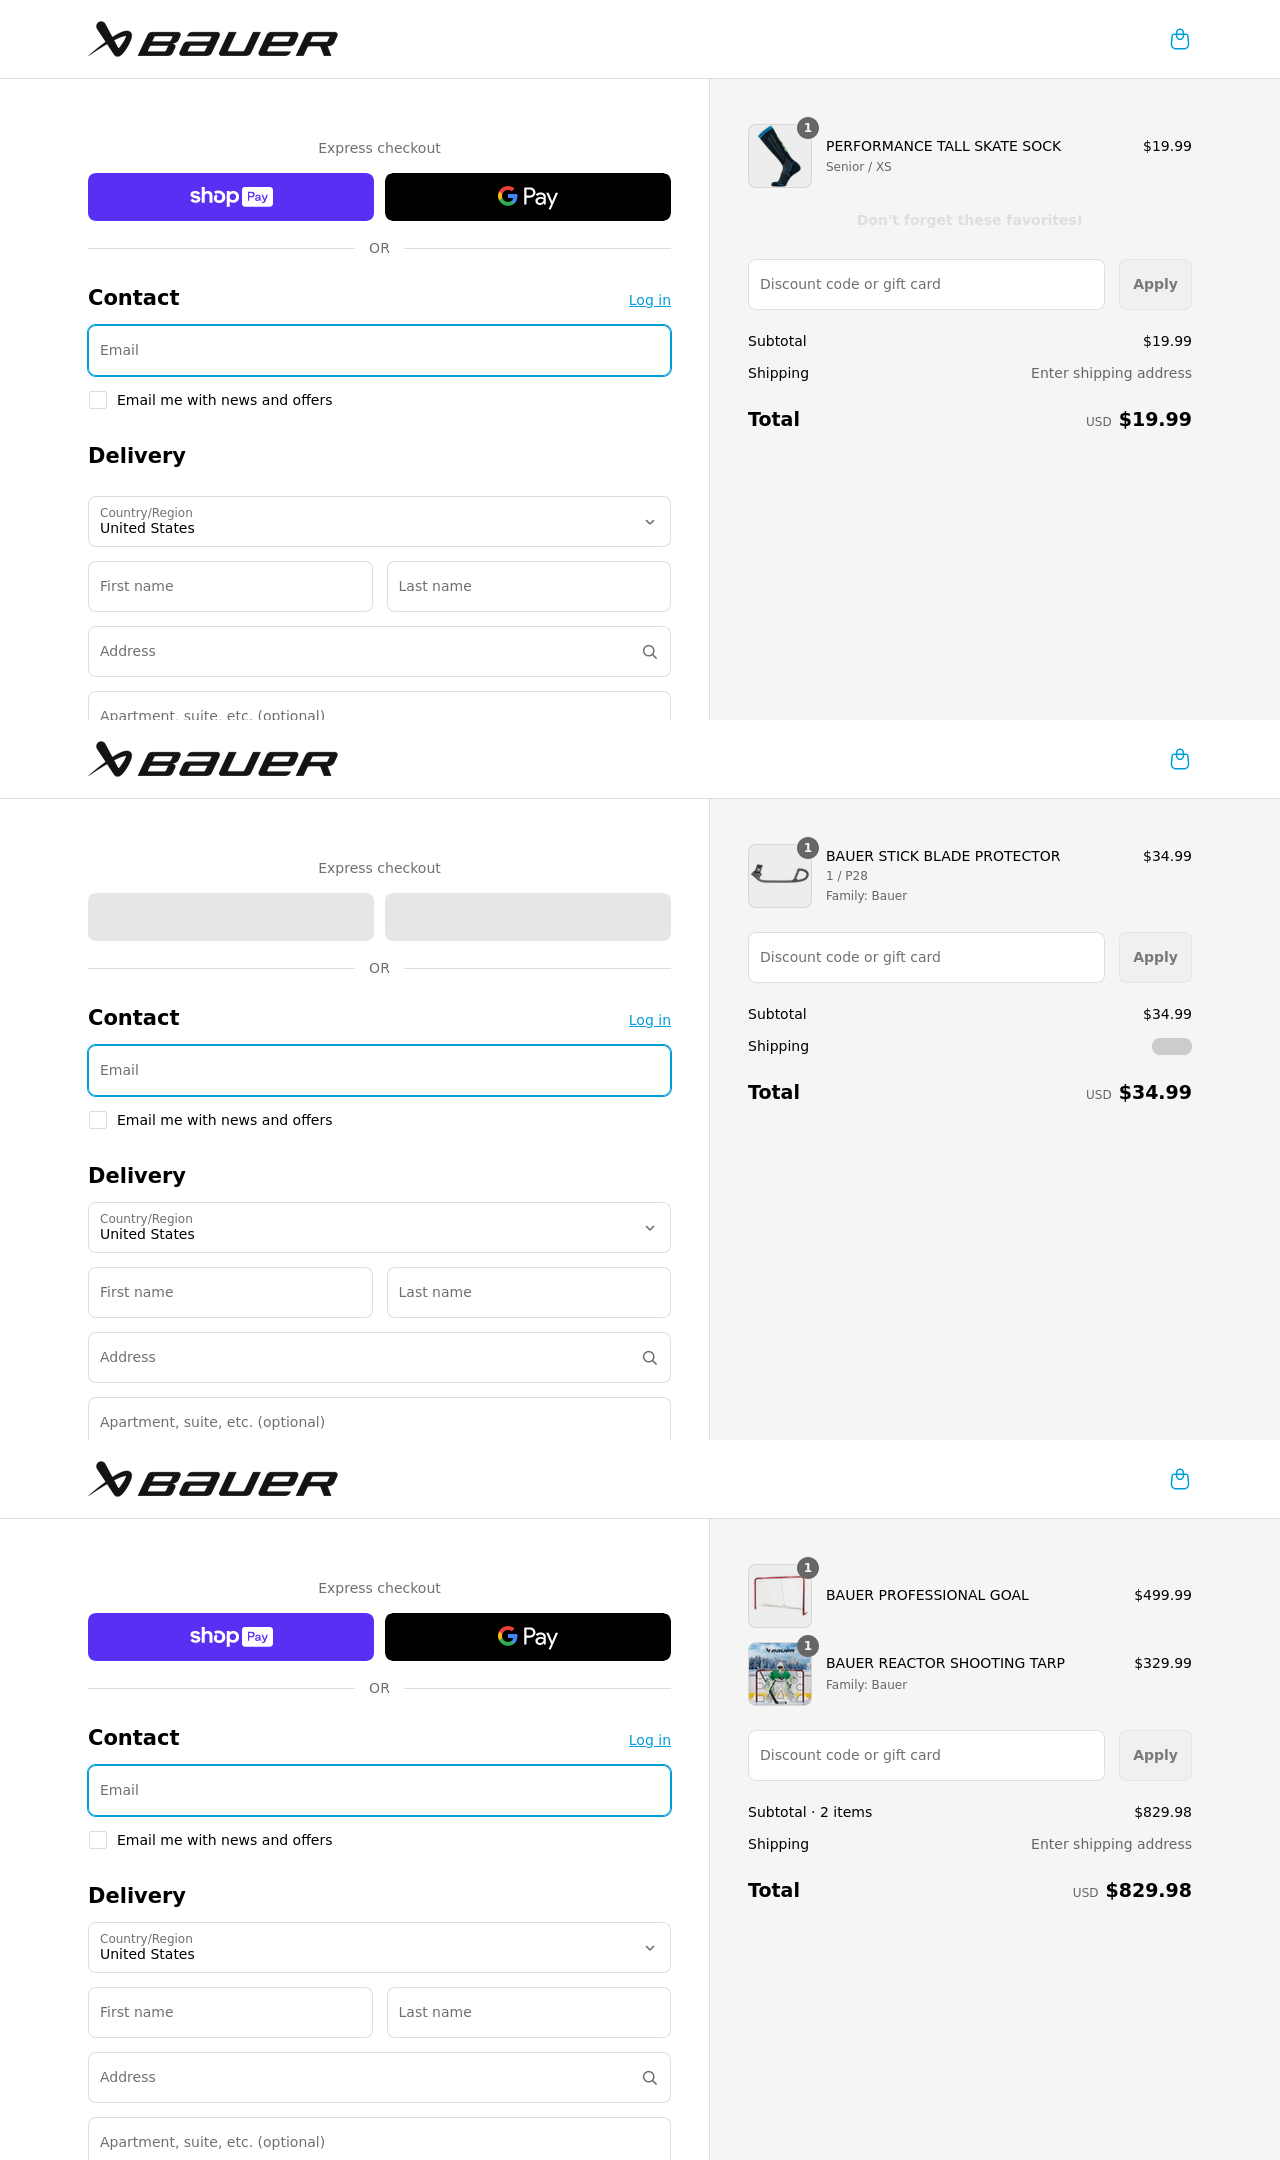 BAUER
Express checkout
shop Pay
G Pay
OR
Contact
Log in
Email
Email me with news and offers
Delivery
Country/Region
United States
First name
Last name
Address
Apartment, suite, etc. (optional)
1
PERFORMANCE TALL SKATE SOCK
$19.99
Senior / XS
Don't forget these favorites!
Discount code or gift card
Apply
Subtotal
$19.99
Shipping
Enter shipping address
Total
USD $19.99
BAUER
Express checkout
OR
Contact
Log in
Email
Email me with news and offers
Delivery
Country/Region
United States
First name
Last name
Address
Apartment, suite, etc. (optional)
1
BAUER STICK BLADE PROTECTOR
$34.99
1 / P28
Family: Bauer
Discount code or gift card
Apply
Subtotal
$34.99
Shipping
Total
USD $34.99
BAUER
Express checkout
shop Pay
G Pay
OR
Contact
Log in
Email
Email me with news and offers
Delivery
Country/Region
United States
First name
Last name
Address
Apartment, suite, etc. (optional)
1
BAUER PROFESSIONAL GOAL
$499.99
1
BAUER
BAUER REACTOR SHOOTING TARP
$329.99
Family: Bauer
Discount code or gift card
Apply
Subtotal · 2 items
$829.98
Shipping
Enter shipping address
Total
USD $829.98